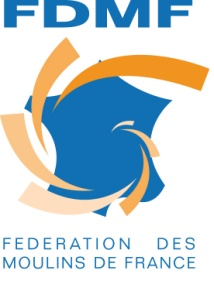 FDMF
FEDERATION DES
MOULINS DE FRANCE